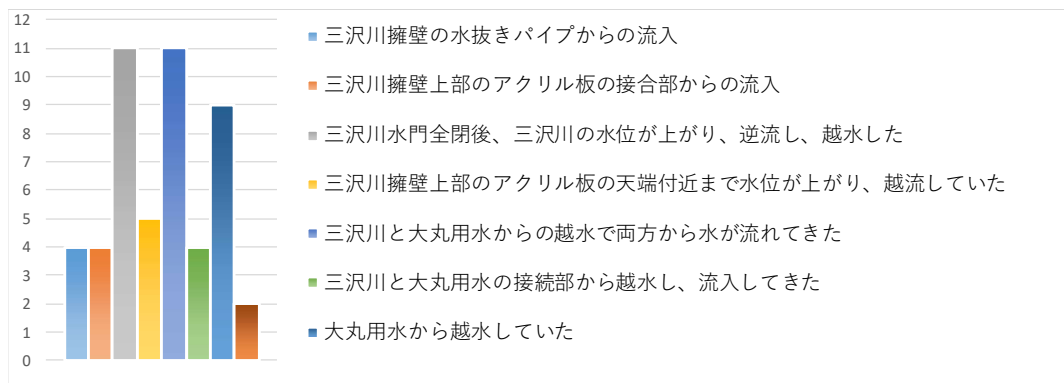 12
11
10
9
8
7
6
5
4
3
2
1
0
三沢川擁壁の水抜きパイプからの流入
三沢川擁壁上部のアクリル板の接合部からの流入
三沢川水門全閉後、三沢川の水位が上がり、逆流し、越水した
三沢川擁壁上部のアクリル板の天端付近まで水位が上がり、越流していた
三沢川と大丸用水からの越水で両方から水が流れてきた
三沢川と大丸用水の接続部から越水し、流入してきた
大丸用水から越水していた